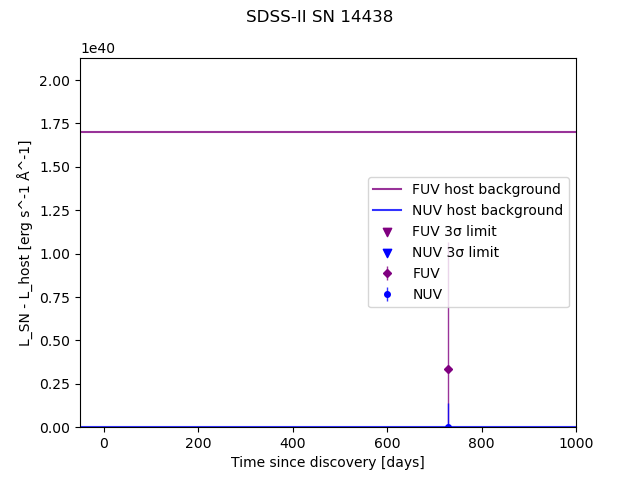 SDSS-II SN 14438
1e40
2.00
1.75
1.50
1.25
1.00
0.75
0.50
0.25
0.00
L_SN - L_host [erg s^-1 Å^-1]
FUV host background
NUV host background
FUV 3σ limit
NUV 3σ limit
FUV
NUV
0 200 400 600 800 1000
Time since discovery [days]